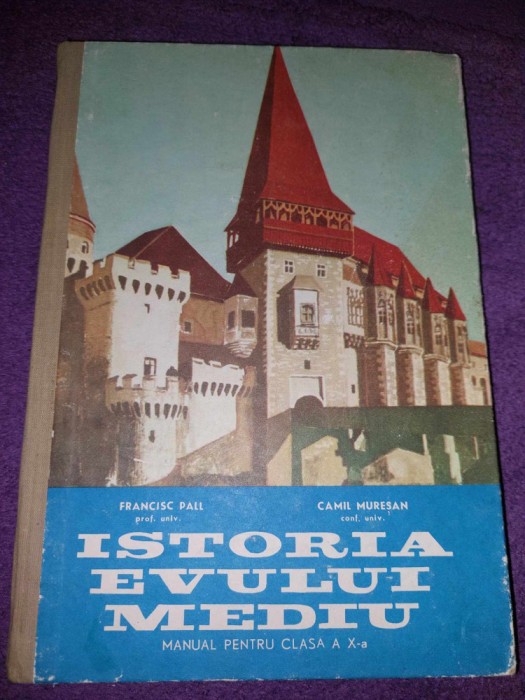 FRANCISC PALL CAMIL MUREȘAN
prof. univ. conf. univ.
ISTORIA
EVULUI
MEDIU
MANUAL PENTRU CLASA A X-a